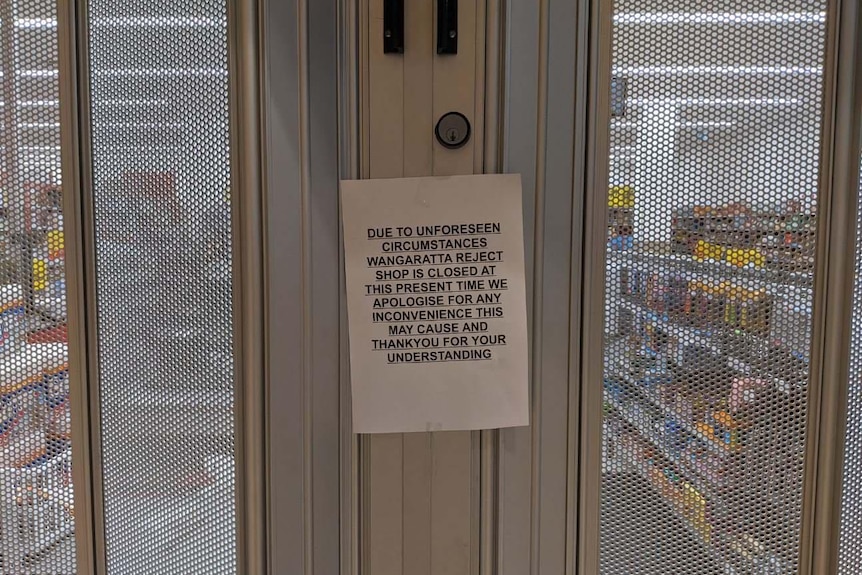 DUE TO UNFORESEEN
CIRCUMSTANCES
WANGARATTA REJECT
SHOP IS CLOSED AT
THIS PRESENT TIME WE
APOLOGISE FOR ANY
INCONVENIENCE THIS
MAY CAUSE AND
THANKYOU FOR YOUR
UNDERSTANDING